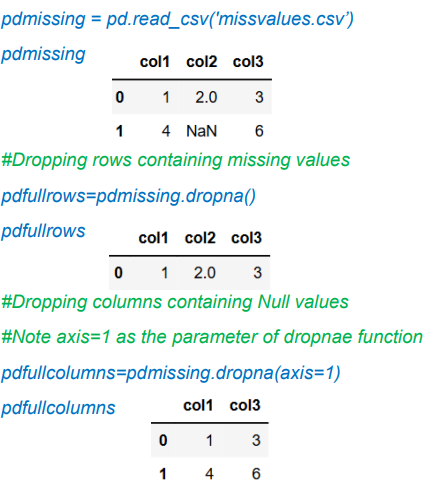 pdmissing = pd.read_csv('missvalues.csv’)
pdmissing
col1 col2 col3
0 1 2.0 3
1 4 NaN 6
#Dropping rows containing missing values
pdfullrows=pdmissing.dropna()
pdfullrows
col1 col2 col3
0 1 2.0 3
#Dropping columns containing Null values
#Note axis=1 as the parameter of dropnae function
pdfullcolumns=pdmissing.dropna(axis=1)
pdfullcolumns
col1 col3
0 1 3
1 4 6